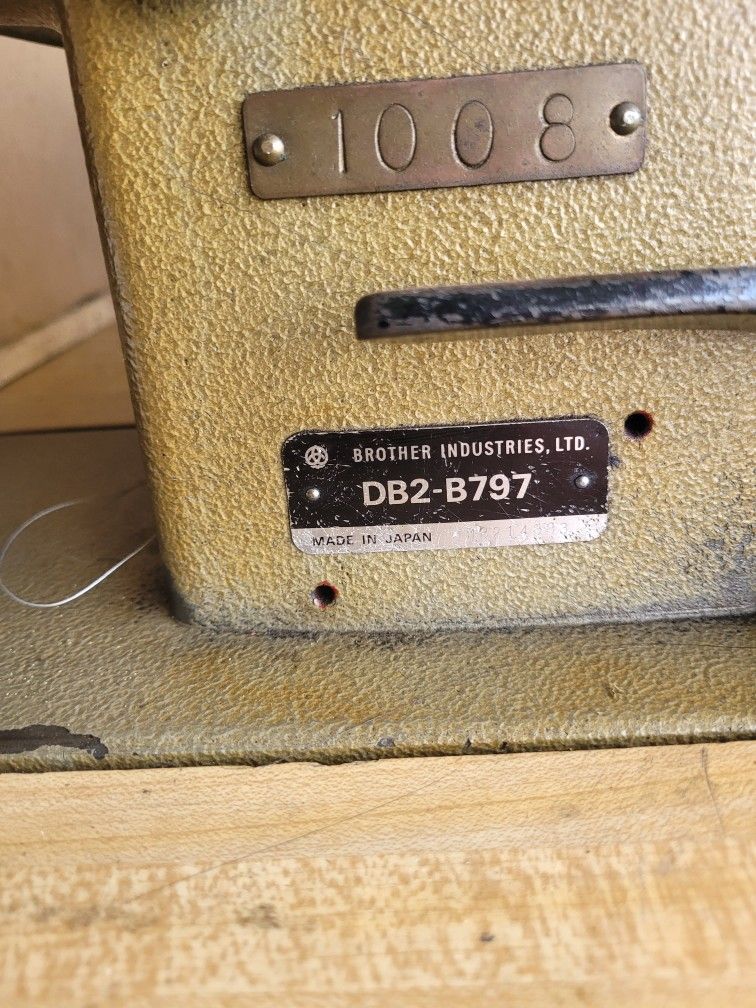 1008
BROTHER INDUSTRIES, LTD.
DB2-B797
MADE IN JAPAN